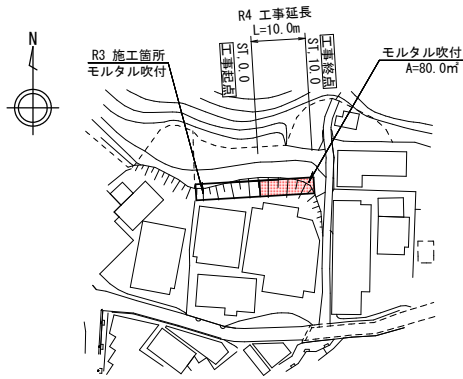 N
R4 工事延長
L=10.0m
工事起点
ST. 0.0
工事終点
ST. 10.0
R3 施工箇所
モルタル吹付
モルタル吹付
A=80.0㎡